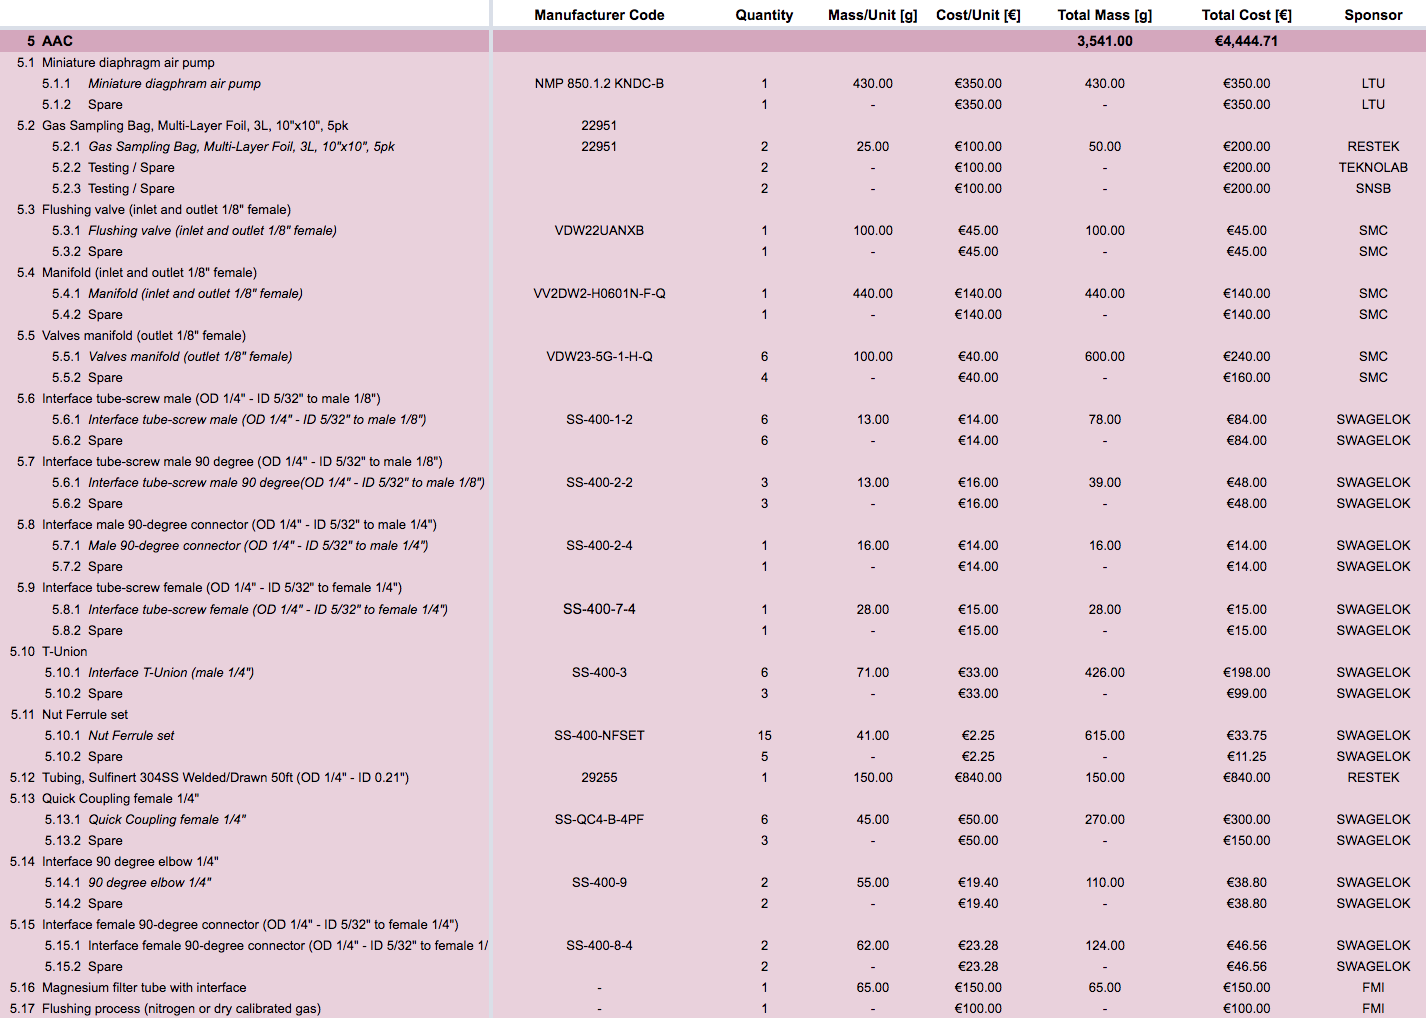 Manufacturer Code Quantity Mass/Unit [g] Cost/Unit [€] Total Mass [g] Total Cost [€] Sponsor
5 AAC 3,541.00 €4,444.71
5.1 Miniature diaphragm air pump
5.1.1 Miniature diagphram air pump NMP 850.1.2 KNDC-B 1 430.00 €350.00 430.00 €350.00 LTU
5.1.2 Spare 1 - €350.00 - €350.00 LTU
5.2 Gas Sampling Bag, Multi-Layer Foil, 3L, 10"x10", 5pk 22951
5.2.1 Gas Sampling Bag, Multi-Layer Foil, 3L, 10"x10", 5pk 22951 2 25.00 €100.00 50.00 €200.00 RESTEK
5.2.2 Testing / Spare 2 - €100.00 - €200.00 TEKNOLAB
5.2.3 Testing / Spare 2 - €100.00 - €200.00 SNSB
5.3 Flushing valve (inlet and outlet 1/8" female)
5.3.1 Flushing valve (inlet and outlet 1/8" female) VDW22UANXB 1 100.00 €45.00 100.00 €45.00 SMC
5.3.2 Spare 1 - €45.00 - €45.00 SMC
5.4 Manifold (inlet and outlet 1/8" female)
5.4.1 Manifold (inlet and outlet 1/8" female) VV2DW2-H0601N-F-Q 1 440.00 €140.00 440.00 €140.00 SMC
5.4.2 Spare 1 - €140.00 - €140.00 SMC
5.5 Valves manifold (outlet 1/8" female)
5.5.1 Valves manifold (outlet 1/8" female) VDW23-5G-1-H-Q 6 100.00 €40.00 600.00 €240.00 SMC
5.5.2 Spare 4 - €40.00 - €160.00 SMC
5.6 Interface tube-screw male (OD 1/4" - ID 5/32" to male 1/8")
5.6.1 Interface tube-screw male (OD 1/4" - ID 5/32" to male 1/8") SS-400-1-2 6 13.00 €14.00 78.00 €84.00 SWAGELOK
5.6.2 Spare 6 - €14.00 - €84.00 SWAGELOK
5.7 Interface tube-screw male 90 degree (OD 1/4" - ID 5/32" to male 1/8")
5.6.1 Interface tube-screw male 90 degree(OD 1/4" - ID 5/32" to male 1/8") SS-400-2-2 3 13.00 €16.00 39.00 €48.00 SWAGELOK
5.6.2 Spare 3 - €16.00 - €48.00 SWAGELOK
5.8 Interface male 90-degree connector (OD 1/4" - ID 5/32" to male 1/4")
5.7.1 Male 90-degree connector (OD 1/4" - ID 5/32" to male 1/4") SS-400-2-4 1 16.00 €14.00 16.00 €14.00 SWAGELOK
5.7.2 Spare 1 - €14.00 - €14.00 SWAGELOK
5.9 Interface tube-screw female (OD 1/4" - ID 5/32" to female 1/4")
5.8.1 Interface tube-screw female (OD 1/4" - ID 5/32" to female 1/4") SS-400-7-4 1 28.00 €15.00 28.00 €15.00 SWAGELOK
5.8.2 Spare 1 - €15.00 - €15.00 SWAGELOK
5.10 T-Union
5.10.1 Interface T-Union (male 1/4") SS-400-3 6 71.00 €33.00 426.00 €198.00 SWAGELOK
5.10.2 Spare 3 - €33.00 - €99.00 SWAGELOK
5.11 Nut Ferrule set
5.10.1 Nut Ferrule set SS-400-NFSET 15 41.00 €2.25 615.00 €33.75 SWAGELOK
5.10.2 Spare 5 - €2.25 - €11.25 SWAGELOK
5.12 Tubing, Sulfinert 304SS Welded/Drawn 50ft (OD 1/4" - ID 0.21") 29255 1 150.00 €840.00 150.00 €840.00 RESTEK
5.13 Quick Coupling female 1/4"
5.13.1 Quick Coupling female 1/4" SS-QC4-B-4PF 6 45.00 €50.00 270.00 €300.00 SWAGELOK
5.13.2 Spare 3 - €50.00 - €150.00 SWAGELOK
5.14 Interface 90 degree elbow 1/4"
5.14.1 90 degree elbow 1/4" SS-400-9 2 55.00 €19.40 110.00 €38.80 SWAGELOK
5.14.2 Spare 2 - €19.40 - €38.80 SWAGELOK
5.15 Interface female 90-degree connector (OD 1/4" - ID 5/32" to female 1/4")
5.15.1 Interface female 90-degree connector (OD 1/4" - ID 5/32" to female 1/ SS-400-8-4 2 62.00 €23.28 124.00 €46.56 SWAGELOK
5.15.2 Spare 2 - €23.28 - €46.56 SWAGELOK
5.16 Magnesium filter tube with interface - 1 65.00 €150.00 65.00 €150.00 FMI
5.17 Flushing process (nitrogen or dry calibrated gas) - 1 - €100.00 - €100.00 FMI